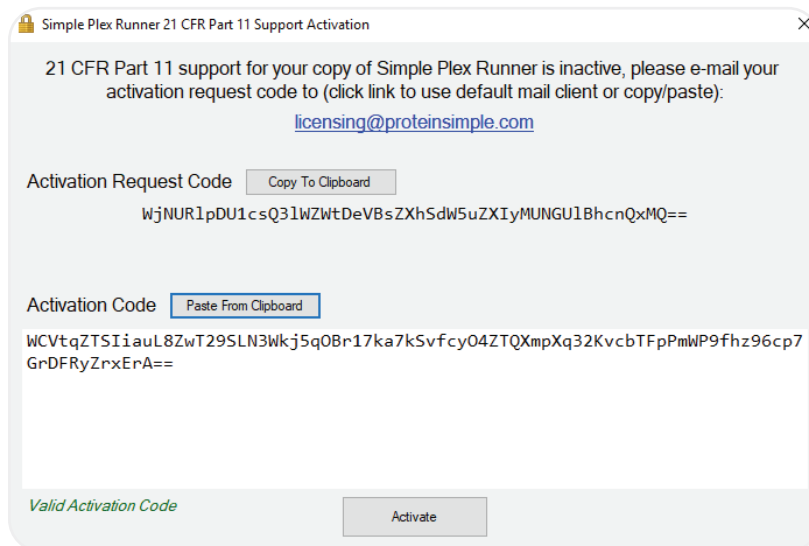 Simple Plex Runner 21 CFR Part 11 Support Activation
21 CFR Part 11 support for your copy of Simple Plex Runner is inactive, please e-mail your
activation request code to (click link to use default mail client or copy/paste):
licensing@proteinsimple.com
Activation Request Code Copy To Clipboard
WjNURlpDU1csQ3lWZWtDeVBsZXhSdW5uZXIyMUNGUlBhcnQxMQ==
Activation Code Paste From Clipboard
WCVtqZTSIiauL8ZwT29SLN3Wkj5qOBr17ka7kSvfcyO4ZTQXmpXq32KvcbTFpPmWP9fhz96cp7
GrDFRyZrxErA==
Valid Activation Code
Activate